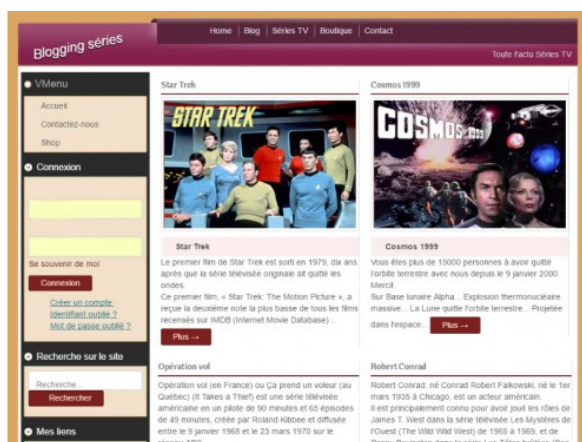 Blogging séries
Home
Blog
Séries TV
Boutique
Contact
Toute l'actu Séries TV
VMenu
Accueil
Contactez-nous
Shop
Connexion
Se souvenir de moi
Connexion
Créer un compte
Identifiant oublié ?
Mot de passe oublié ?
Recherche sur le site
Recherche...
Rechercher
Mes liens
Star Trek
STAR TREK
Star Trek
Le premier film de Star Trek est sorti en 1979, dix ans
après que la série télévisée originale ait quitté les
ondes.
Ce premier film, « Star Trek: The Motion Picture », a
reçue la deuxième note la plus basse de tous les films
recensés sur IMDB (Internet Movie Database) :.
Plus →
Cosmos 1999
COSMOS 1999
Cosmos 1999
Vous êtes plus de 15000 personnes à avoir quitté
l'orbite terrestre avec nous depuis le 9 janvier 2000.
Merci!.
Sur Base lunaire Alpha... Explosion thermonucléaire
massive... La Lune quitte l'orbite terrestre... Projetée
dans l'espace...
Plus →
Opération vol
Opération vol (en France) ou Ça prend un voleur (au
Québec) (It Takes a Thief) est une série télévisée
américaine en un pilote de 90 minutes et 65 épisodes
de 49 minutes, créée par Roland Kibbee et diffusée
entre le 9 janvier 1968 et le 23 mars 1970 sur le
réseau ABC.
Robert Conrad
Robert Conrad, né Conrad Robert Falkowski, né le 1er
mars 1935 à Chicago, est un acteur américain.
Il est principalement connu pour avoir joué les rôles de
James T. West dans la série télévisée Les Mystères de
l'Ouest (The Wild Wild West) de 1965 à 1969, et de